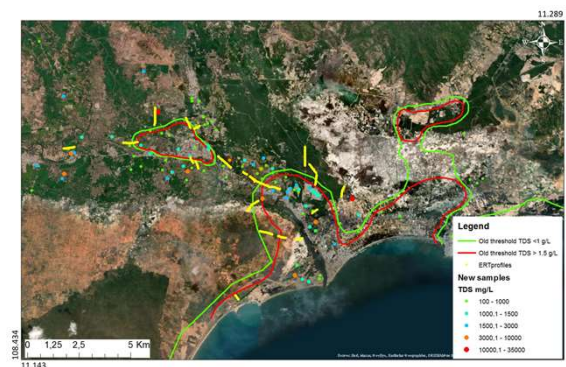 11.289
Legend
Old threshold TDS <1 g/L
Old threshold TDS > 1.5 g/L
ERTprofiles
New samples
TDS mg/L
100 - 1000
1000,1 - 1500
1500,1 - 3000
3000,1 - 10000
10000,1 - 35000
0 1,25 2,5 5 Km
108.434
11.143